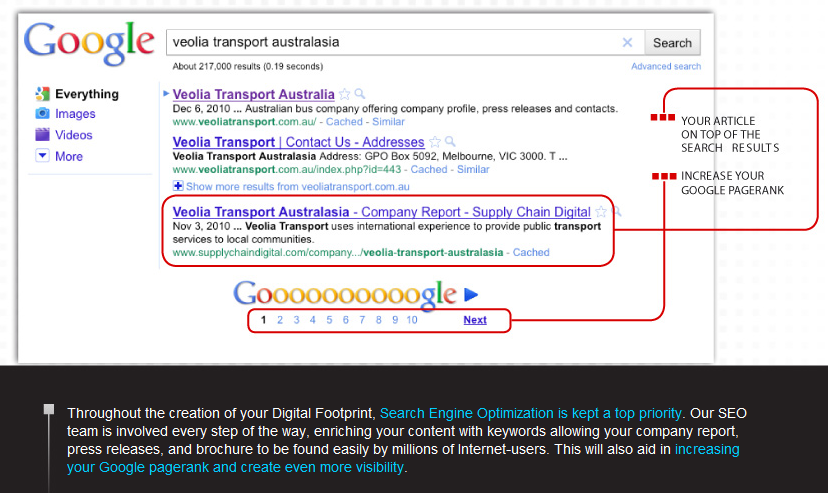 Google
veolia transport australasia
Search
About 217,000 results (0.19 seconds)
Advanced search
Everything
Images
Videos
More
Veolia Transport Australia
Dec 6, 2010 ... Australian bus company offering company profile, press releases and contacts.
www.veoliatransport.com.au/ - Cached - Similar
Veolia Transport | Contact Us - Addresses
Veolia Transport Australasia Address: GPO Box 5092, Melbourne, VIC 3000. T ...
www.veoliatransport.com.au/index.php?id=443 - Cached - Similar
Show more results from veoliatransport.com.au
Veolia Transport Australasia - Company Report - Supply Chain Digital
Nov 3, 2010 ... Veolia Transport uses international experience to provide public transport
services to local communities.
www.supplychaindigital.com/company.../veolia-transport-australasia - Cached
YOUR ARTICLE
ON TOP OF THE
SEARCH RESULTS
INCREASE YOUR
GOOGLE PAGERANK
Goooooooooogle
1 2 3 4 5 6 7 8 9 10 Next
Throughout the creation of your Digital Footprint, Search Engine Optimization is kept a top priority. Our SEO
team is involved every step of the way, enriching your content with keywords allowing your company report,
press releases, and brochure to be found easily by millions of Internet-users. This will also aid in increasing
your Google pagerank and create even more visibility.